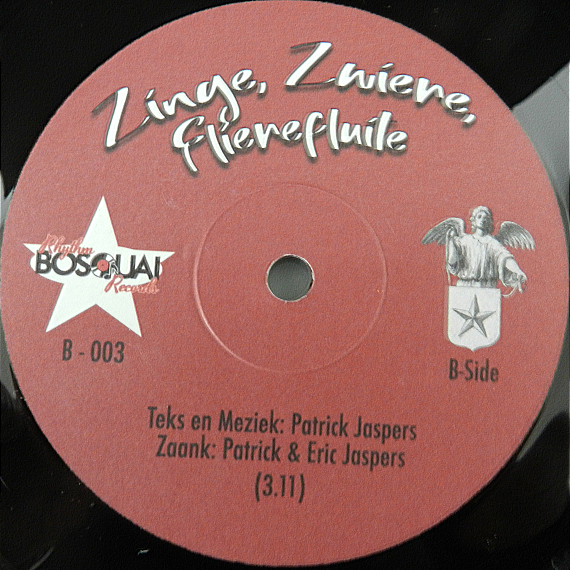 Zinge, Zwiere,
flierefluite
Rhythm
BOSQUAI
Records
B - 003
B-Side
Teks en Meziek: Patrick Jaspers
Zaank: Patrick & Eric Jaspers
(3.11)